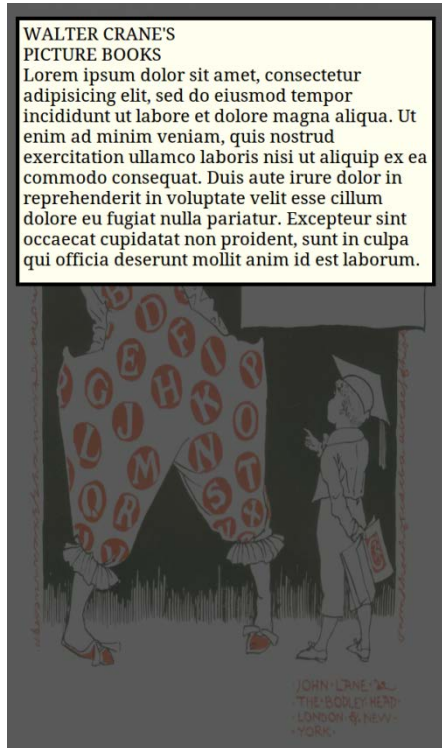 WALTER CRANE'S
PICTURE BOOKS
Lorem ipsum dolor sit amet, consectetur
adipisicing elit, sed do eiusmod tempor
incididunt ut labore et dolore magna aliqua. Ut
enim ad minim veniam, quis nostrud
exercitation ullamco laboris nisi ut aliquip ex ea
commodo consequat. Duis aute irure dolor in
reprehenderit in voluptate velit esse cillum
dolore eu fugiat nulla pariatur. Excepteur sint
occaecat cupidatat non proident, sunt in culpa
qui officia deserunt mollit anim id est laborum.
B
D E F I P
G H K
J
L N O
M S T
Q R X
JOHN·LANE·
·THE·BODLEY·HEAD·
·LONDON·&·NEW·
·YORK·